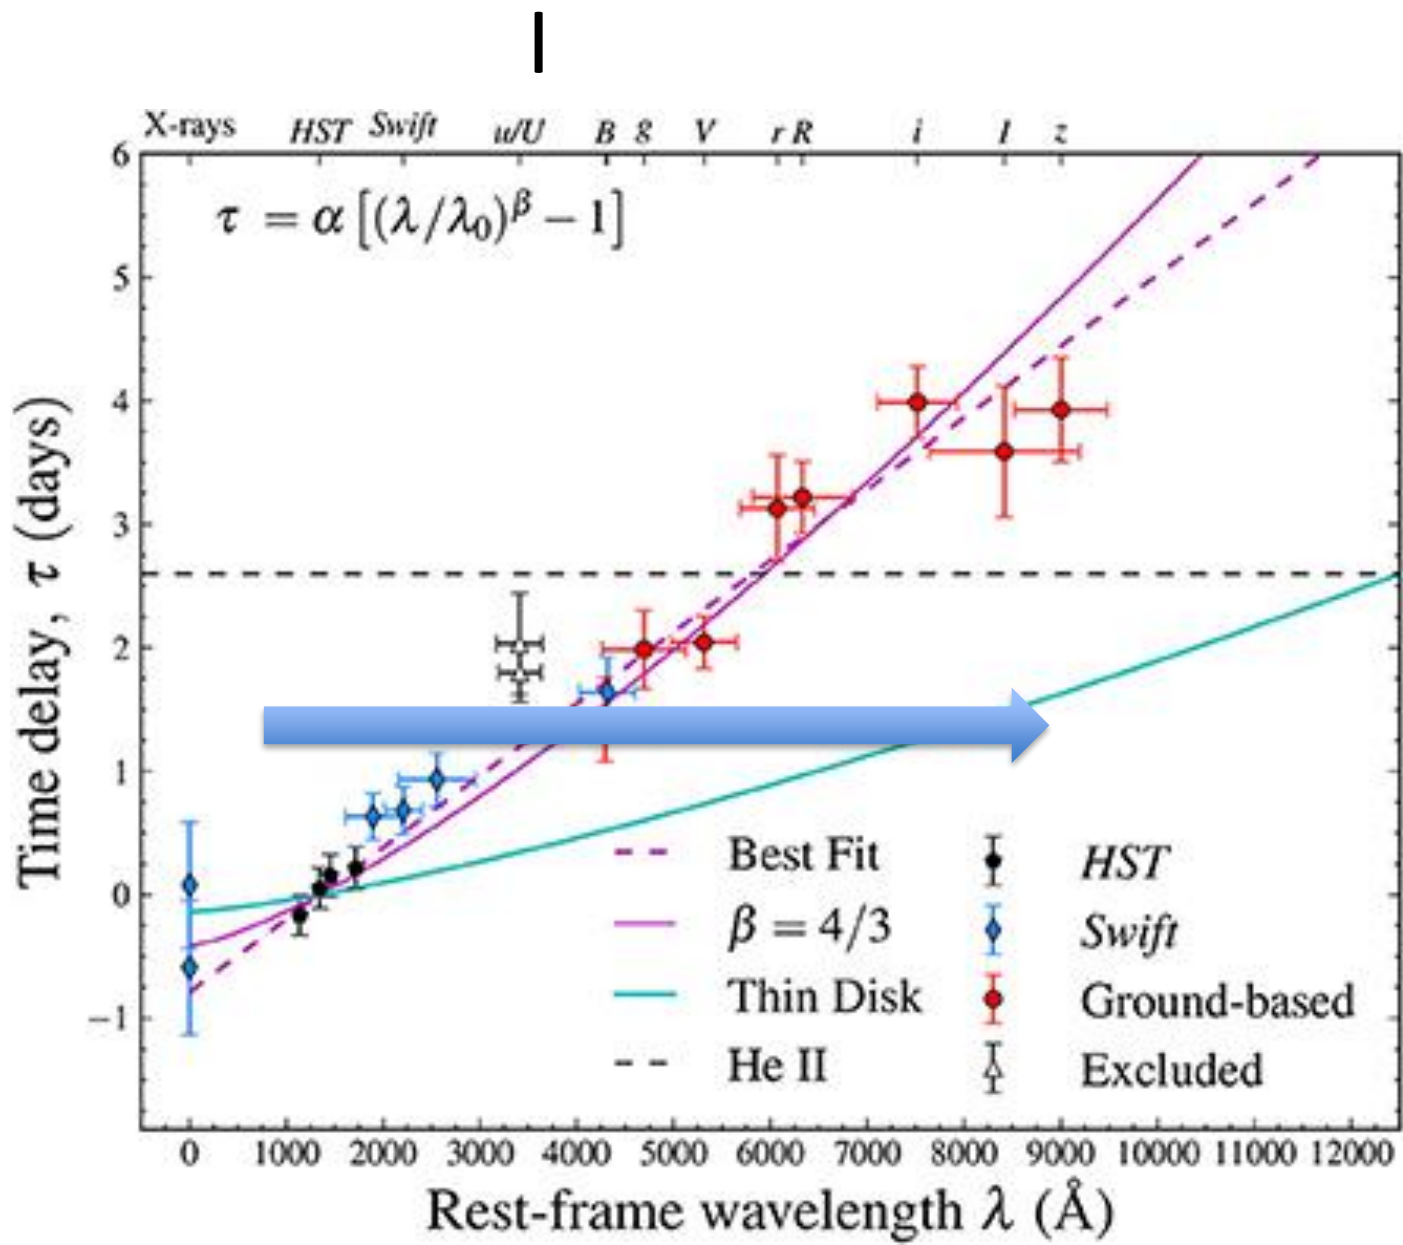 X-rays HST Swift u/U B g V r R i I z
6
τ = α [(λ/λ₀)^β − 1]
5
4
3
2
1
0
−1
Time delay, τ (days)
Best Fit
β = 4/3
Thin Disk
He II
HST
Swift
Ground-based
Excluded
0 1000 2000 3000 4000 5000 6000 7000 8000 9000 10000 11000 12000
Rest-frame wavelength λ (Å)